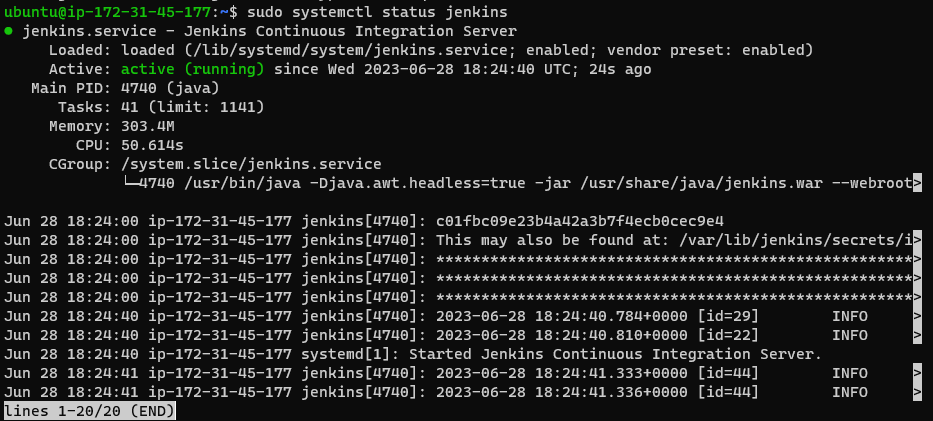 ubuntu@ip-172-31-45-177:~$ sudo systemctl status jenkins
● jenkins.service - Jenkins Continuous Integration Server
     Loaded: loaded (/lib/systemd/system/jenkins.service; enabled; vendor preset: enabled)
     Active: active (running) since Wed 2023-06-28 18:24:40 UTC; 24s ago
   Main PID: 4740 (java)
      Tasks: 41 (limit: 1141)
     Memory: 303.4M
        CPU: 50.614s
     CGroup: /system.slice/jenkins.service
             └─4740 /usr/bin/java -Djava.awt.headless=true -jar /usr/share/java/jenkins.war --webroot>

Jun 28 18:24:00 ip-172-31-45-177 jenkins[4740]: c01fbc09e23b4a42a3b7f4ecb0cec9e4
Jun 28 18:24:00 ip-172-31-45-177 jenkins[4740]: This may also be found at: /var/lib/jenkins/secrets/i>
Jun 28 18:24:00 ip-172-31-45-177 jenkins[4740]: *****************************************************>
Jun 28 18:24:00 ip-172-31-45-177 jenkins[4740]: *****************************************************>
Jun 28 18:24:00 ip-172-31-45-177 jenkins[4740]: *****************************************************>
Jun 28 18:24:40 ip-172-31-45-177 jenkins[4740]: 2023-06-28 18:24:40.784+0000 [id=29]        INFO     >
Jun 28 18:24:40 ip-172-31-45-177 jenkins[4740]: 2023-06-28 18:24:40.810+0000 [id=22]        INFO     >
Jun 28 18:24:40 ip-172-31-45-177 systemd[1]: Started Jenkins Continuous Integration Server.
Jun 28 18:24:41 ip-172-31-45-177 jenkins[4740]: 2023-06-28 18:24:41.333+0000 [id=44]        INFO     >
Jun 28 18:24:41 ip-172-31-45-177 jenkins[4740]: 2023-06-28 18:24:41.336+0000 [id=44]        INFO     >
lines 1-20/20 (END)